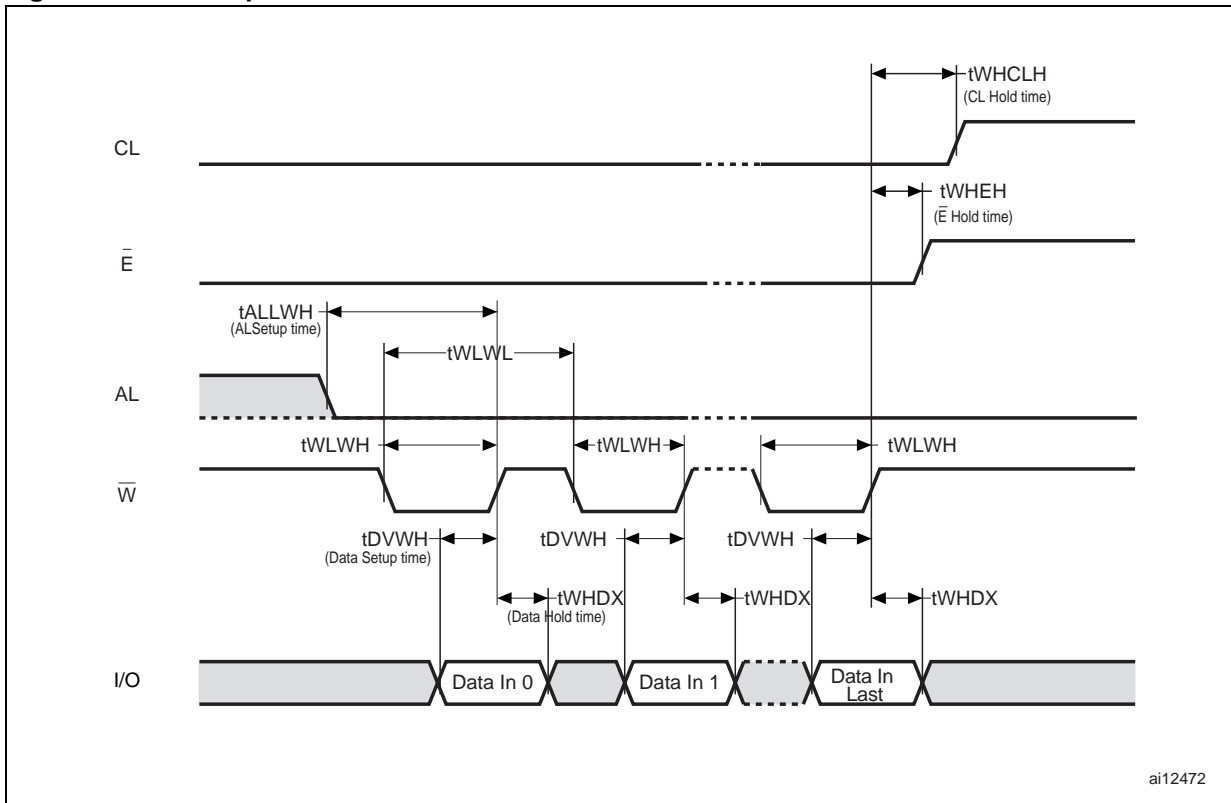 tWHCLH
(CL Hold time)
CL
tWHEH
(E̅ Hold time)
E̅
tALLWH
(ALSetup time)
tWLWL
AL
tWLWH
tWLWH
tWLWH
W̅
tDVWH
(Data Setup time)
tDVWH
tDVWH
tWHDX
(Data Hold time)
tWHDX
tWHDX
I/O
Data In 0
Data In 1
Data In
Last
ai12472